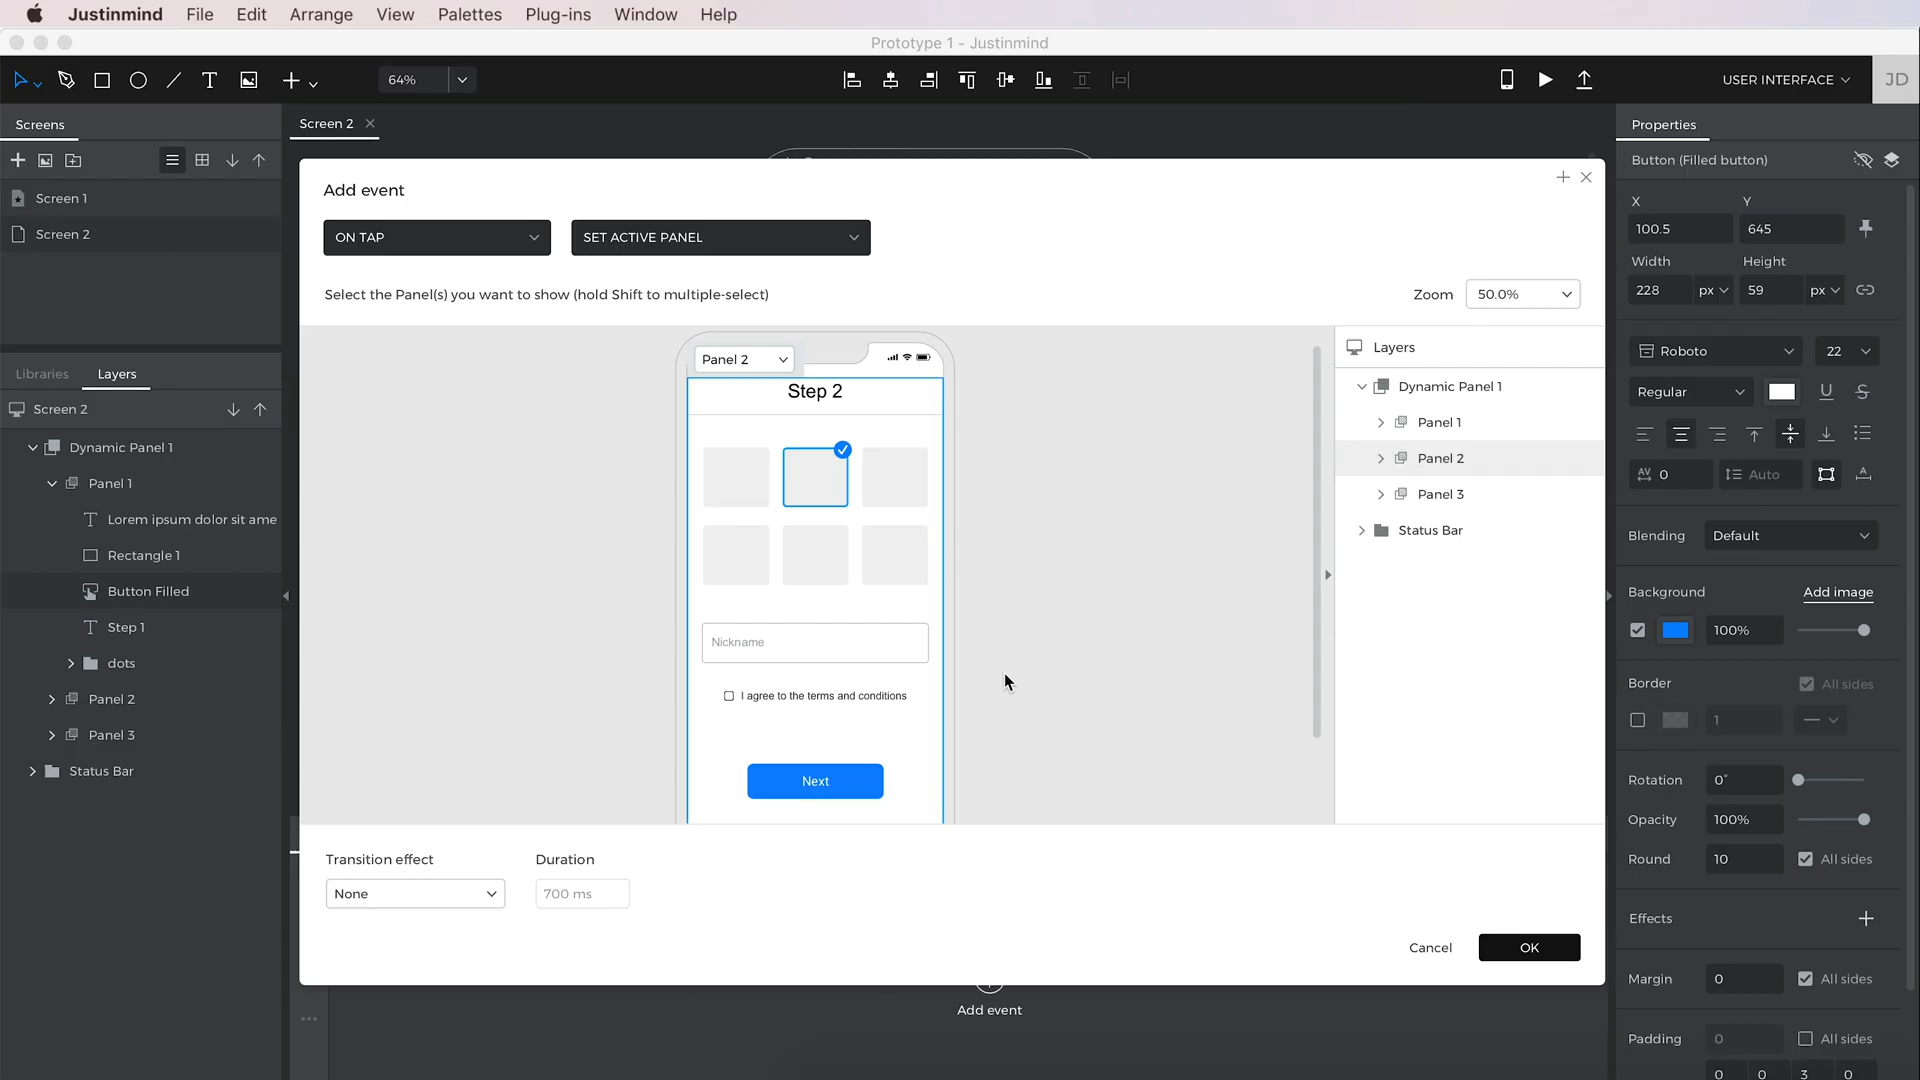 Justinmind File Edit Arrange View Palettes Plug-ins Window Help
Prototype 1 - Justinmind
64%
USER INTERFACE
JD
Screens
Screen 1
Screen 2
Libraries Layers
Screen 2
Dynamic Panel 1
Panel 1
Lorem ipsum dolor sit ame
Rectangle 1
Button Filled
Step 1
dots
Panel 2
Panel 3
Status Bar
Screen 2
Add event
ON TAP
SET ACTIVE PANEL
Select the Panel(s) you want to show (hold Shift to multiple-select)
Zoom 50.0%
Panel 2
Step 2
Nickname
I agree to the terms and conditions
Next
Layers
Dynamic Panel 1
Panel 1
Panel 2
Panel 3
Status Bar
Transition effect Duration
None 700 ms
Cancel OK
Add event
Properties
Button (Filled button)
X Y
100.5 645
Width Height
228 px 59 px
Roboto 22
Regular U S
AV 0 Auto A
Blending Default
Background Add image
100%
Border All sides
1
Rotation 0°
Opacity 100%
Round 10 All sides
Effects
Margin 0 All sides
Padding 0 All sides
0 0 3 0